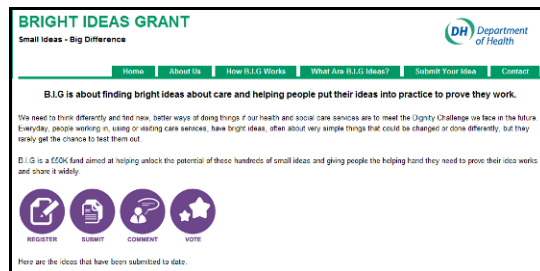 BRIGHT IDEAS GRANT
Small Ideas - Big Difference
DH Department of Health
Home About Us How B.I.G Works What Are B.I.G Ideas? Submit Your Idea Contact
B.I.G is about finding bright ideas about care and helping people put their ideas into practice to prove they work.
We need to think differently and find new, better ways of doing things if our health and social care services are to meet the Dignity Challenge we face in the future.
Everyday, people working in, using or visiting care services, have bright ideas, often about very simple things that could be changed or done differently, but they
rarely get the chance to test them out.
B.I.G is a £50K fund aimed at helping unlock the potential of these hundreds of small ideas and giving people the helping hand they need to prove their idea works
and share it widely.
REGISTER SUBMIT COMMENT VOTE
Here are the ideas that have been submitted to date.